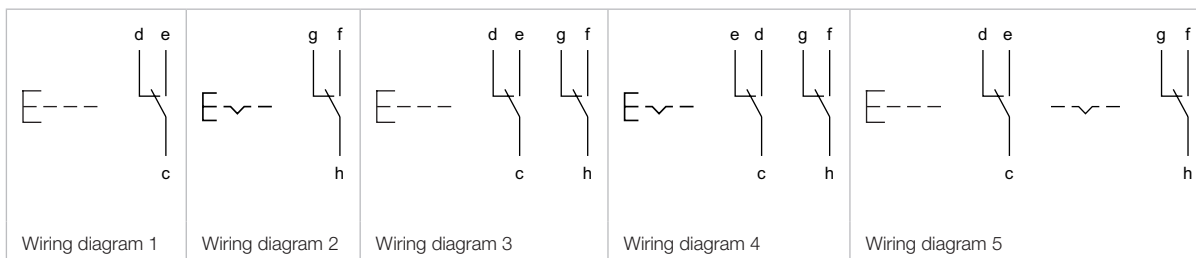 d e
c
Wiring diagram 1
g f
h
Wiring diagram 2
d e g f
c h
Wiring diagram 3
e d g f
c h
Wiring diagram 4
d e g f
c h
Wiring diagram 5